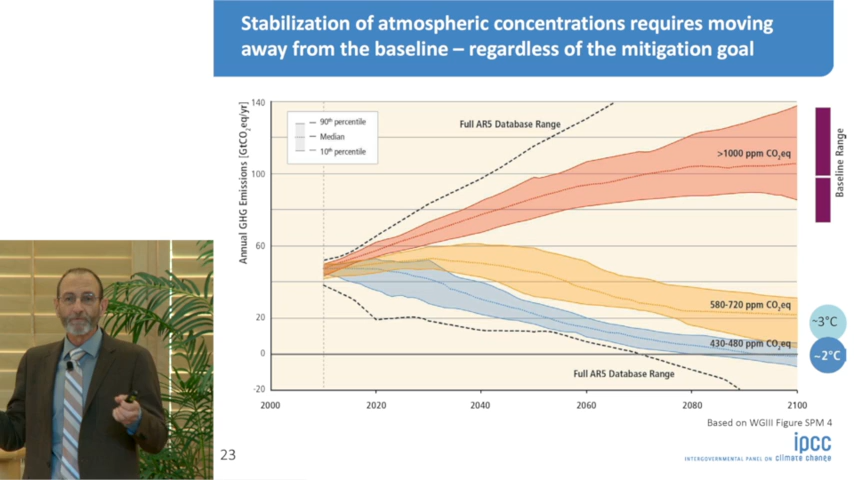 Stabilization of atmospheric concentrations requires moving
away from the baseline – regardless of the mitigation goal
Annual GHG Emissions [GtCO2eq/yr]
140
100
60
20
0
-20
90th percentile
Median
10th percentile
Full AR5 Database Range
>1000 ppm CO2eq
580-720 ppm CO2eq
430-480 ppm CO2eq
Full AR5 Database Range
Baseline Range
~3°C
~2°C
2000 2020 2040 2060 2080 2100
Based on WGIII Figure SPM 4
23
ipcc
INTERGOVERNMENTAL PANEL ON climate change